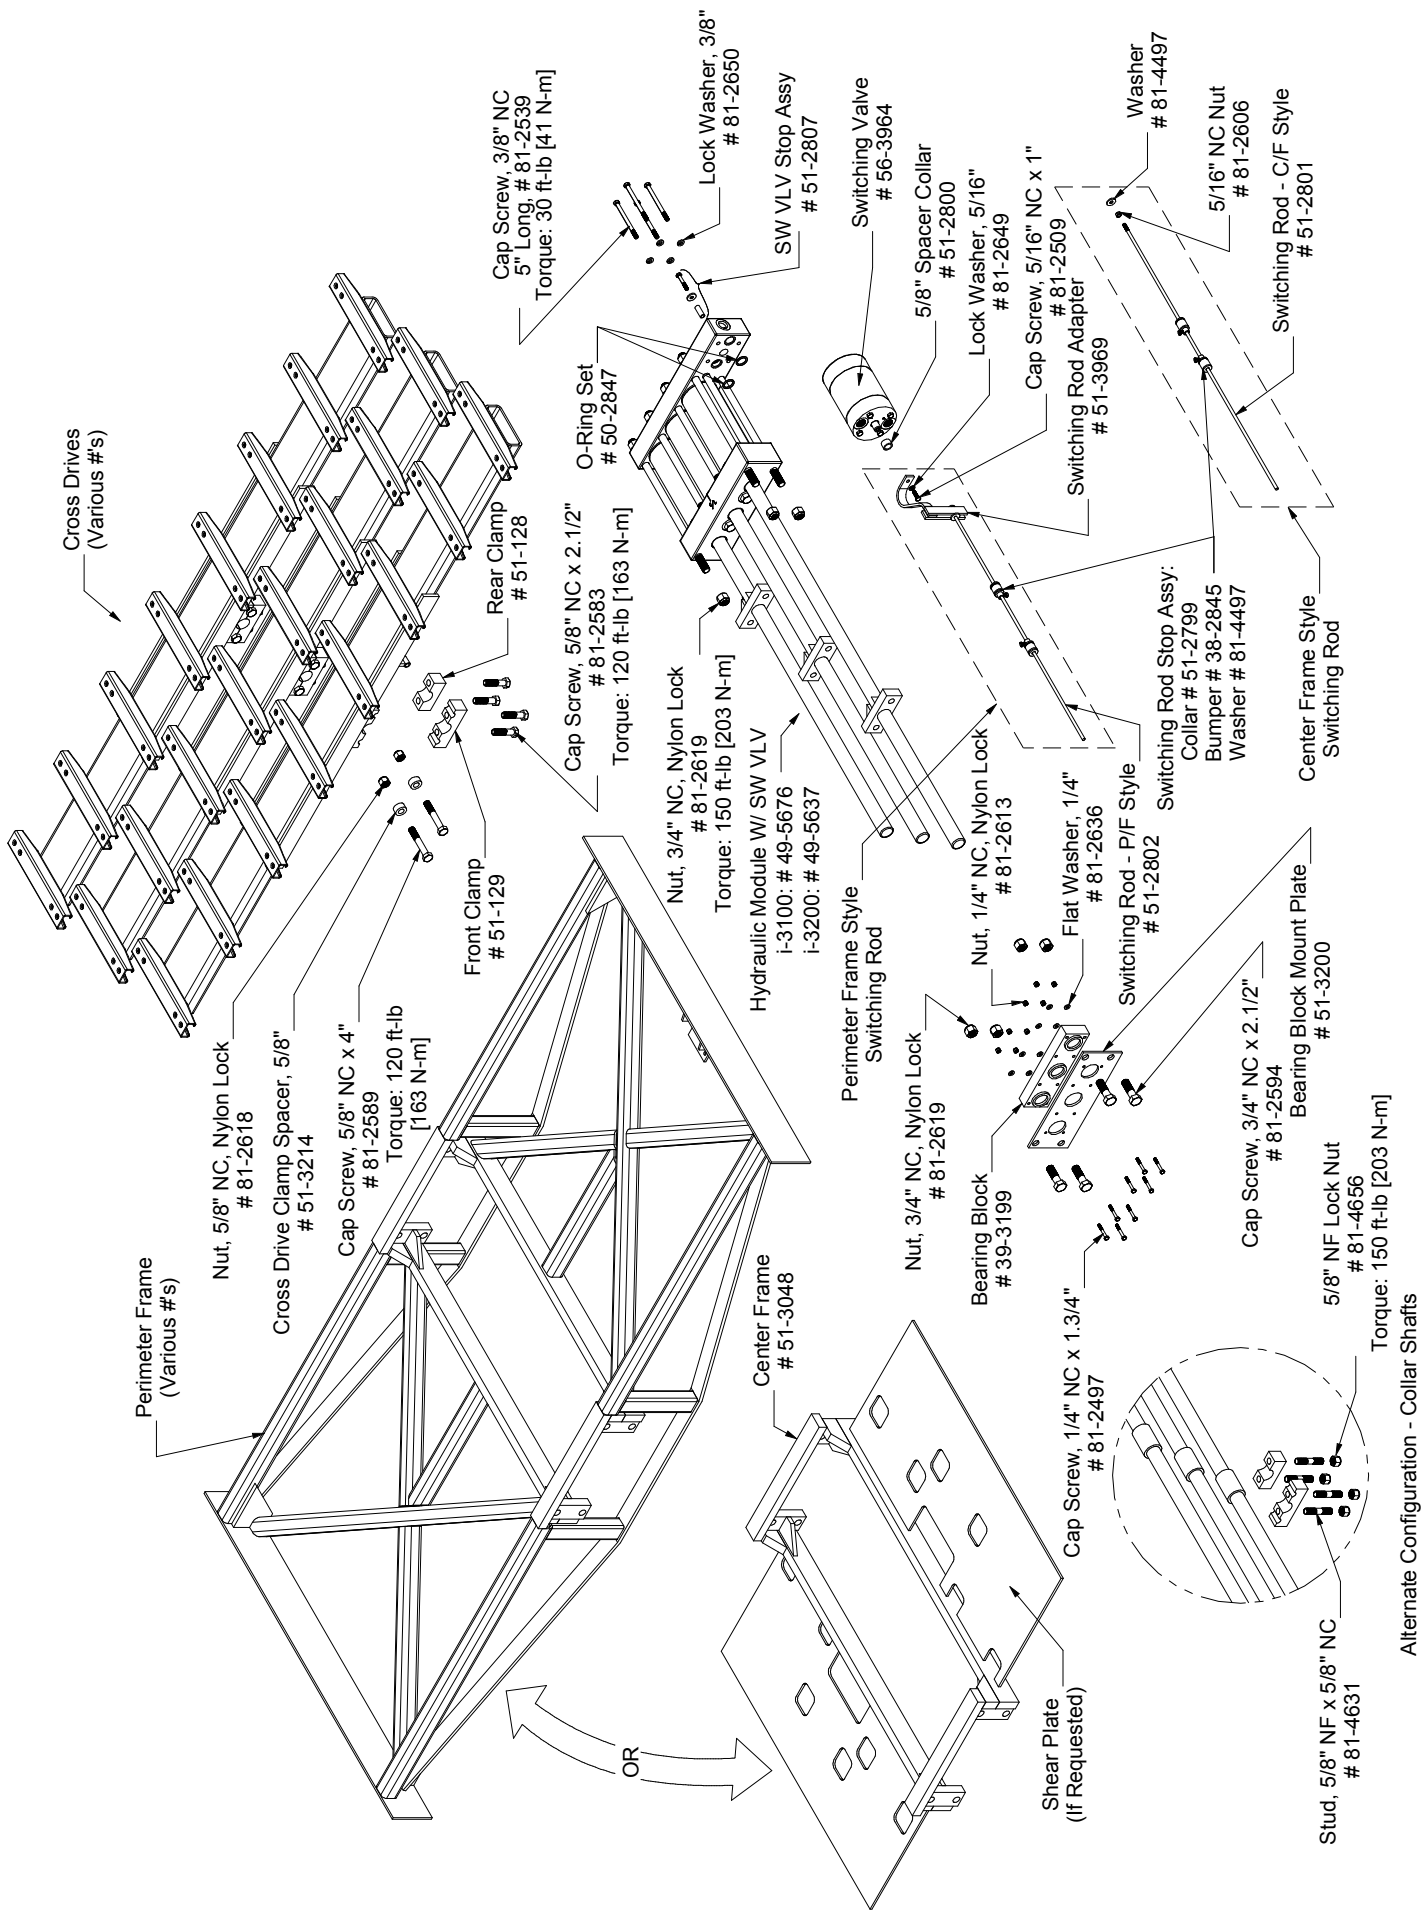 Cross Drives
(Various #'s)
Cap Screw, 3/8" NC
5" Long, # 81-2539
Torque: 30 ft-lb [41 N-m]
Lock Washer, 3/8"
# 81-2650
SW VLV Stop Assy
# 51-2807
Switching Valve
# 56-3964
5/8" Spacer Collar
# 51-2800
Lock Washer, 5/16"
# 81-2649
Cap Screw, 5/16" NC x 1"
# 81-2509
Switching Rod Adapter
# 51-3969
Washer
# 81-4497
5/16" NC Nut
# 81-2606
Switching Rod - C/F Style
# 51-2801
O-Ring Set
# 50-2847
Rear Clamp
# 51-128
Cap Screw, 5/8" NC x 2.1/2"
# 81-2583
Torque: 120 ft-lb [163 N-m]
Nut, 3/4" NC, Nylon Lock
# 81-2619
Torque: 150 ft-lb [203 N-m]
Hydraulic Module W/ SW VLV
i-3100: # 49-5676
i-3200: # 49-5637
Perimeter Frame Style
Switching Rod
Switching Rod Stop Assy:
Collar # 51-2799
Bumper # 38-2845
Washer # 81-4497
Center Frame Style
Switching Rod
Front Clamp
# 51-129
Nut, 5/8" NC, Nylon Lock
# 81-2618
Cross Drive Clamp Spacer, 5/8"
# 51-3214
Cap Screw, 5/8" NC x 4"
# 81-2589
Torque: 120 ft-lb
[163 N-m]
Perimeter Frame
(Various #'s)
Nut, 1/4" NC, Nylon Lock
# 81-2613
Flat Washer, 1/4"
# 81-2636
Switching Rod - P/F Style
# 51-2802
Nut, 3/4" NC, Nylon Lock
# 81-2619
Bearing Block
# 39-3199
Cap Screw, 3/4" NC x 2.1/2"
# 81-2594
Bearing Block Mount Plate
# 51-3200
Center Frame
# 51-3048
Cap Screw, 1/4" NC x 1.3/4"
# 81-2497
OR
Shear Plate
(If Requested)
5/8" NF Lock Nut
# 81-4656
Torque: 150 ft-lb [203 N-m]
Stud, 5/8" NF x 5/8" NC
# 81-4631
Alternate Configuration - Collar Shafts